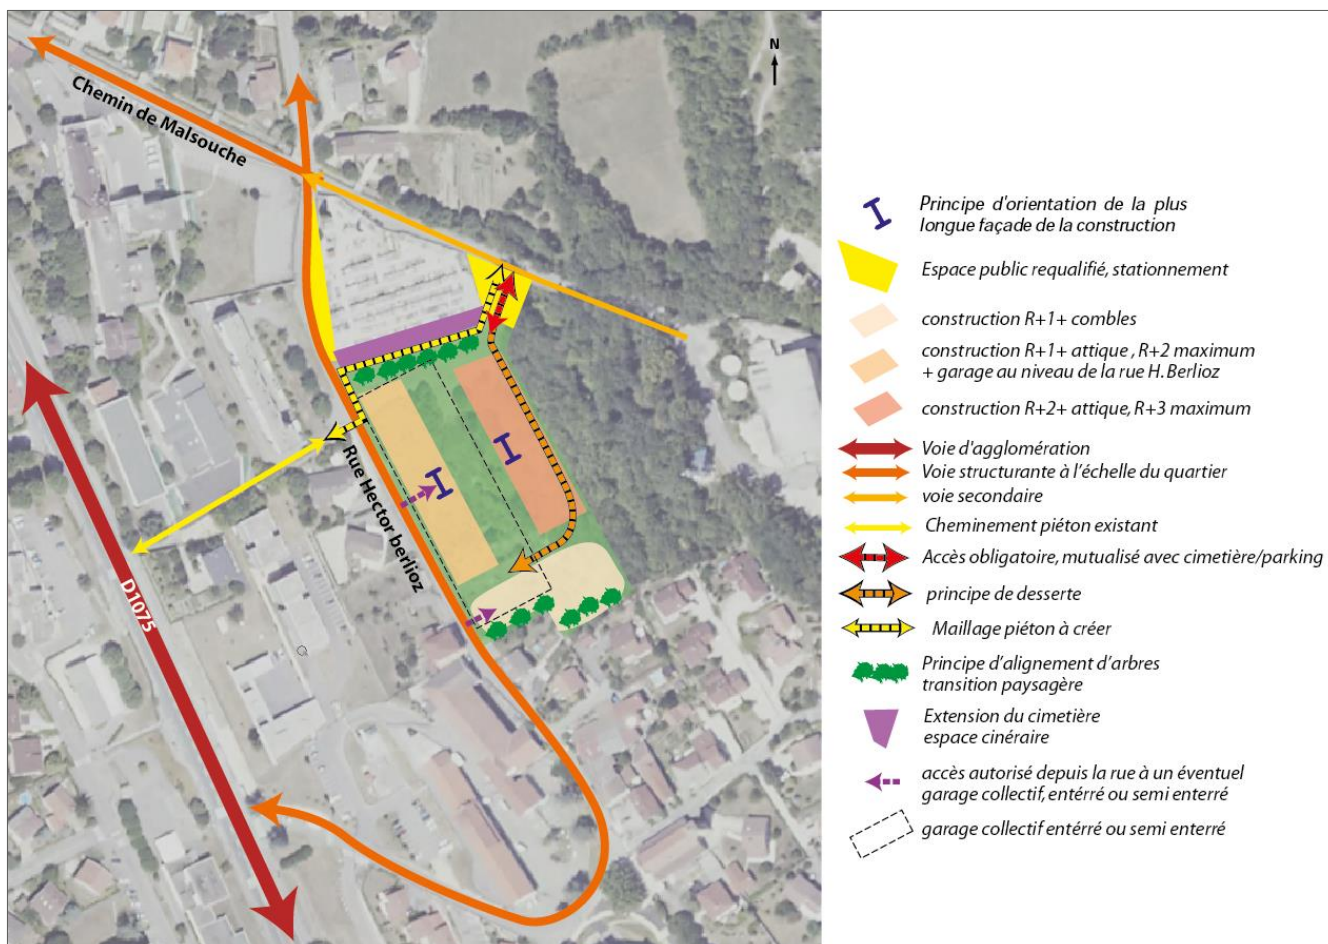 N
Chemin de Malsouche
Rue Hector berlioz
D1075
Principe d'orientation de la plus
longue façade de la construction
Espace public requalifié, stationnement
construction R+1+ combles
construction R+1+ attique , R+2 maximum
+ garage au niveau de la rue H. Berlioz
construction R+2+ attique, R+3 maximum
Voie d'agglomération
Voie structurante à l'échelle du quartier
voie secondaire
Cheminement piéton existant
Accès obligatoire, mutualisé avec cimetière/parking
principe de desserte
Maillage piéton à créer
Principe d'alignement d'arbres
transition paysagère
Extension du cimetière
espace cinéraire
accès autorisé depuis la rue à un éventuel
garage collectif, entérré ou semi enterré
garage collectif entérré ou semi enterré